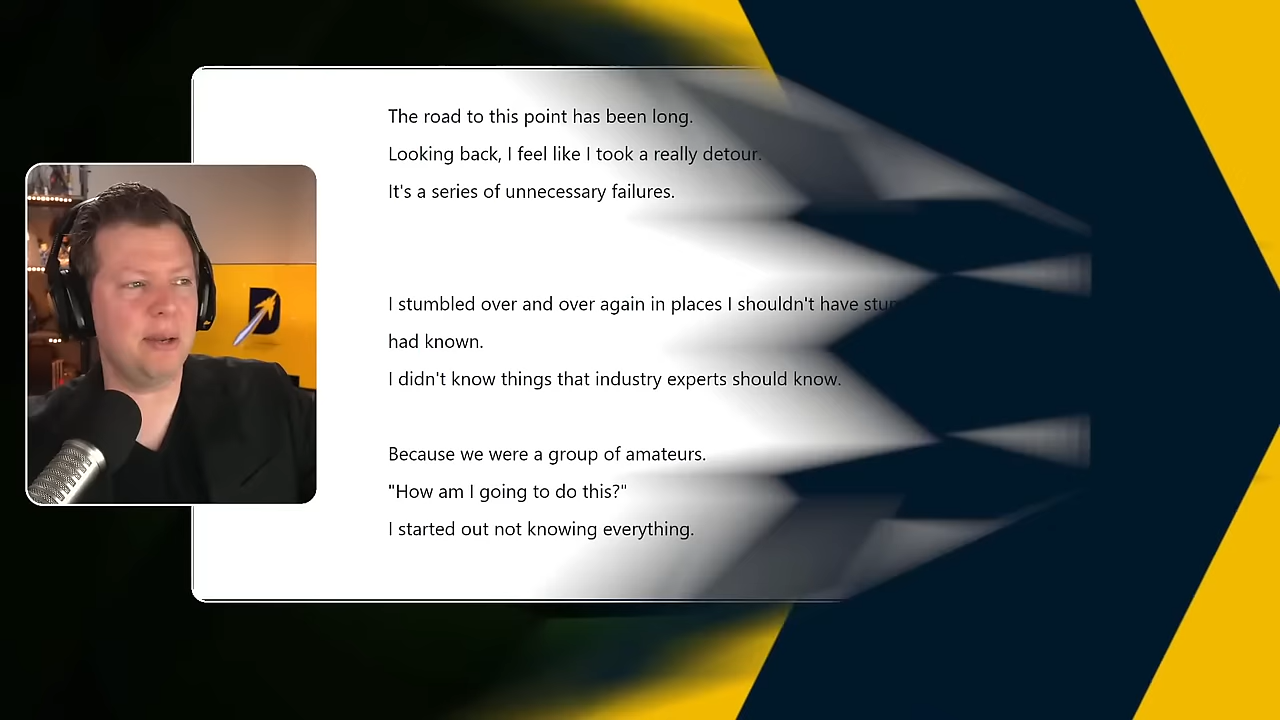 The road to this point has been long.
Looking back, I feel like I took a really detour.
It's a series of unnecessary failures.
I stumbled over and over again in places I shouldn't have
had known.
I didn't know things that industry experts should know.
Because we were a group of amateurs.
"How am I going to do this?"
I started out not knowing everything.
D